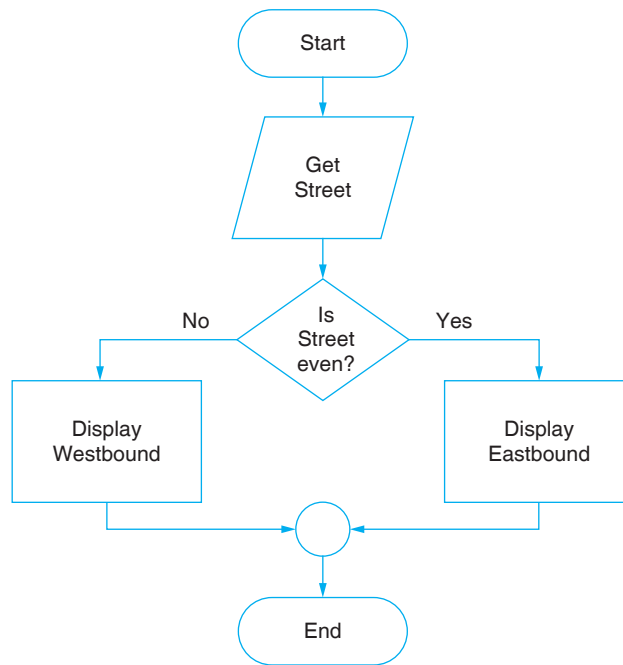 Start
Get
Street
Is
Street
even?
No
Yes
Display
Westbound
Display
Eastbound
End